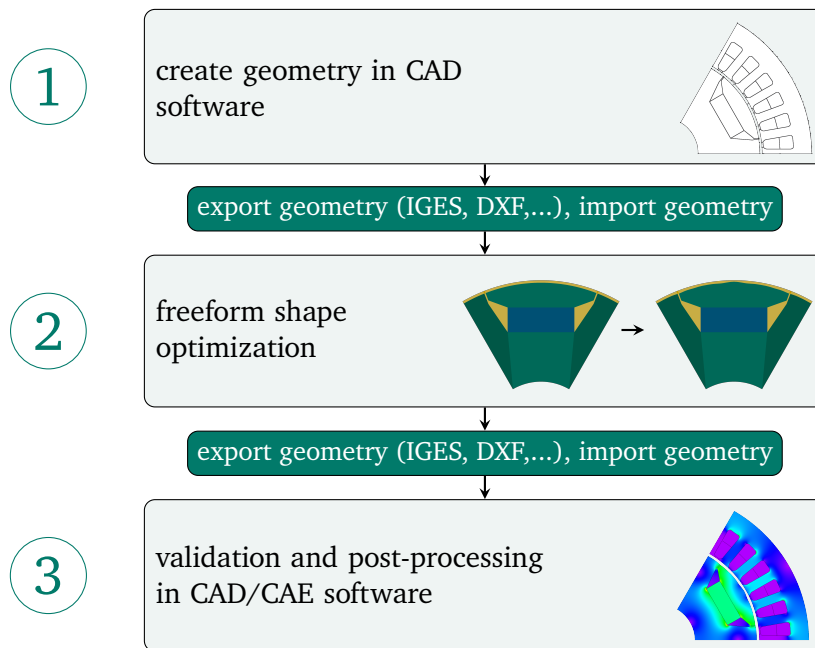 1
create geometry in CAD
software
export geometry (IGES, DXF,...), import geometry
2
freeform shape
optimization
export geometry (IGES, DXF,...), import geometry
3
validation and post-processing
in CAD/CAE software